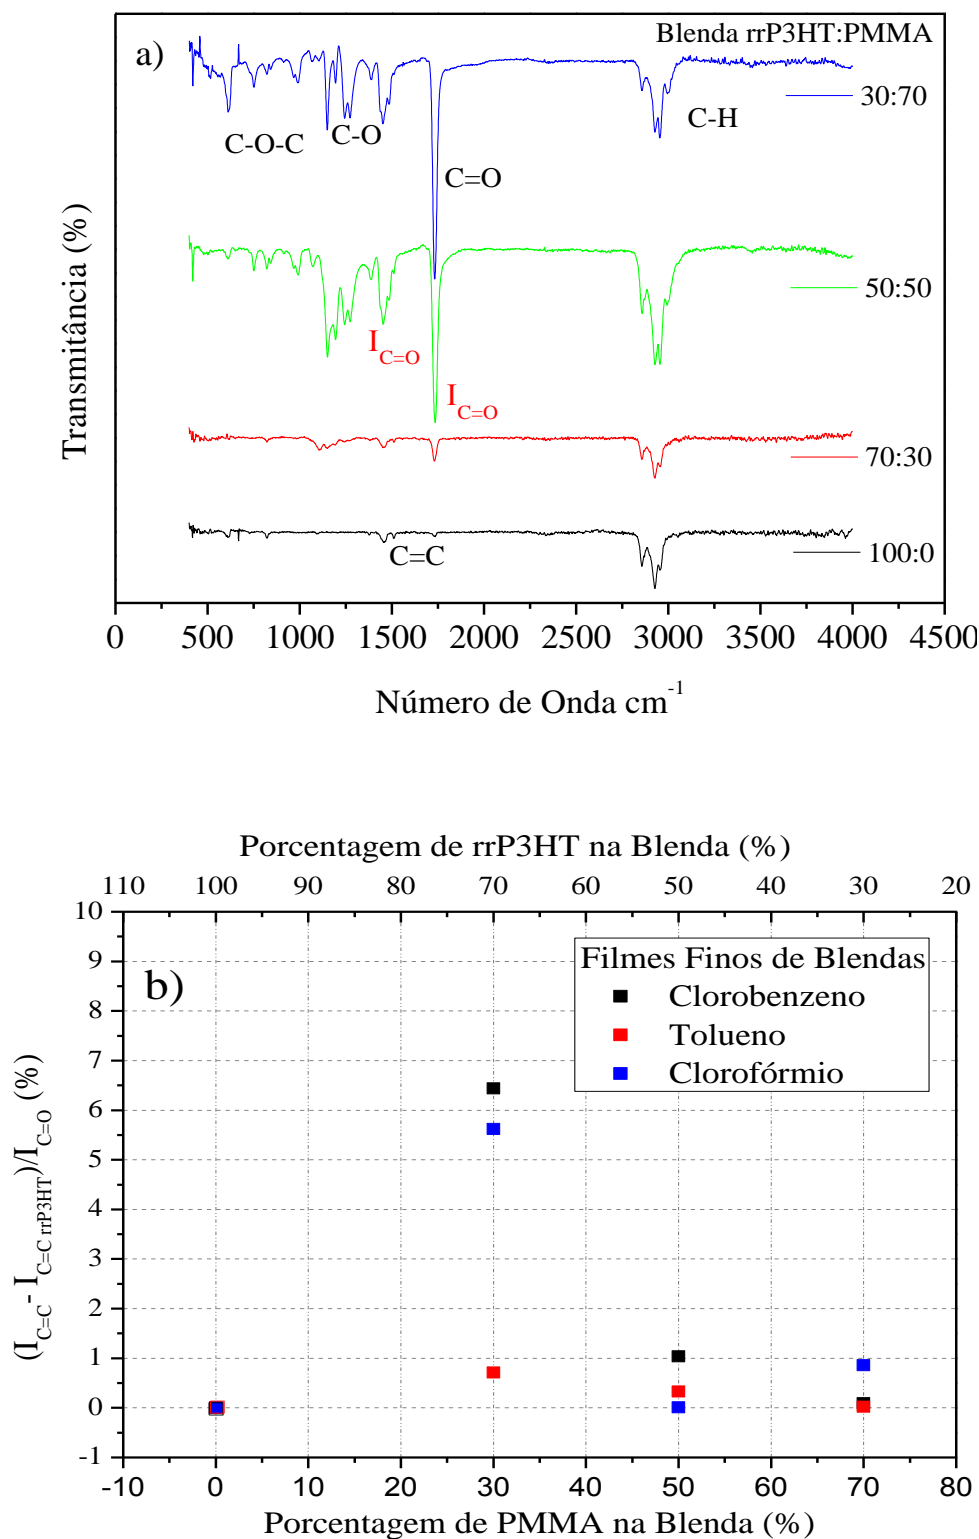 a)
Blenda rrP3HT:PMMA
30:70
C-H
C-O
C-O-C
C=O
Transmitância (%)
50:50
I C=O
I C=O
70:30
100:0
C=C
0 500 1000 1500 2000 2500 3000 3500 4000 4500
Número de Onda cm-1
Porcentagem de rrP3HT na Blenda (%)
110 100 90 80 70 60 50 40 30 20
b)
Filmes Finos de Blendas
Clorobenzeno
Tolueno
Clorofórmio
10
9
8
7
6
5
4
3
2
1
0
-1
(I C=C - I C=C rrP3HT)/I C=O (%)
-10 0 10 20 30 40 50 60 70 80
Porcentagem de PMMA na Blenda (%)